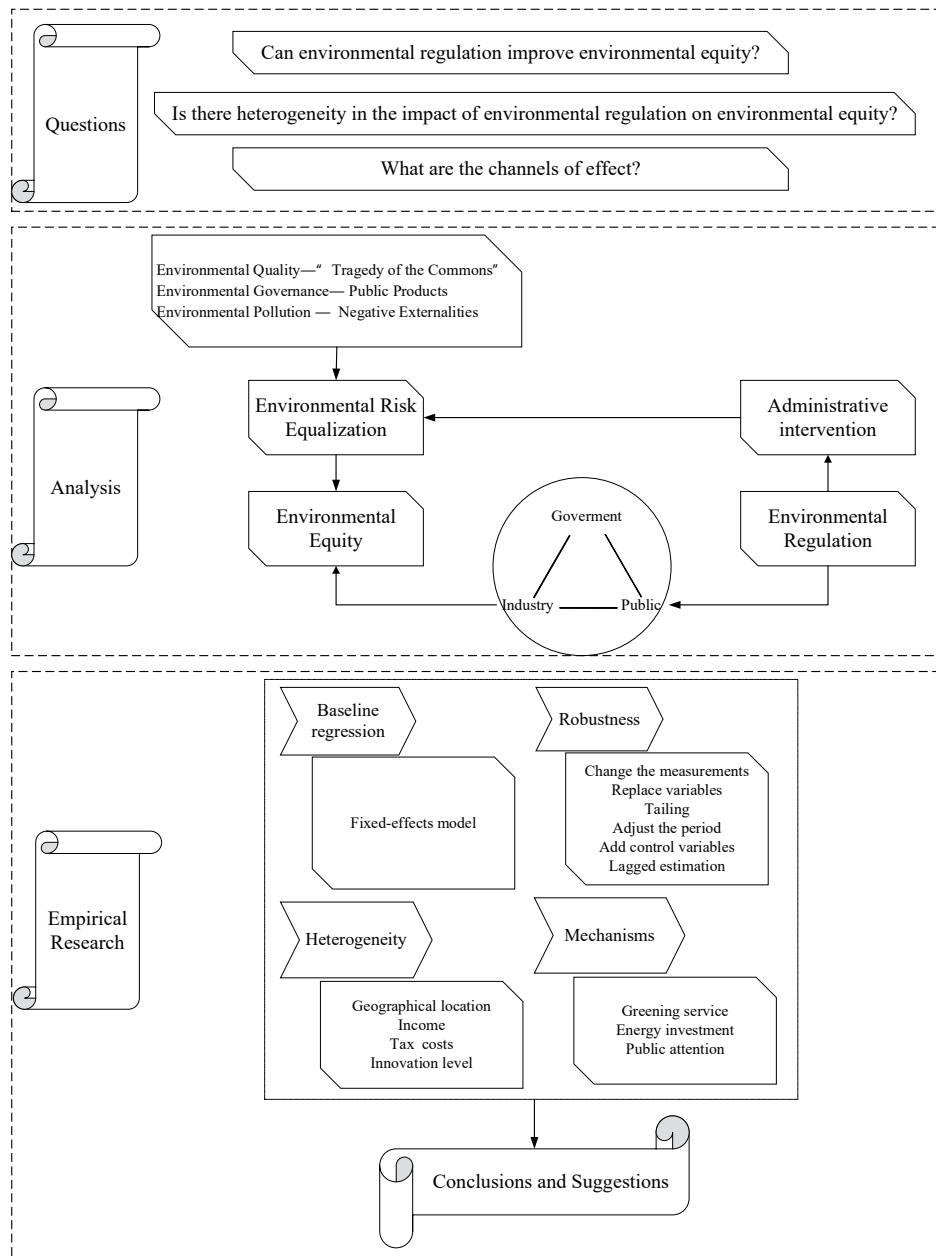 Questions
Can environmental regulation improve environmental equity?
Is there heterogeneity in the impact of environmental regulation on environmental equity?
What are the channels of effect?
Analysis
Environmental Quality—“ Tragedy of the Commons”
Environmental Governance— Public Products
Environmental Pollution — Negative Externalities
Environmental Risk
Equalization
Administrative
intervention
Environmental
Equity
Goverment
Industry
Public
Environmental
Regulation
Empirical
Research
Baseline
regression
Fixed-effects model
Robustness
Change the measurements
Replace variables
Tailing
Adjust the period
Add control variables
Lagged estimation
Heterogeneity
Geographical location
Income
Tax costs
Innovation level
Mechanisms
Greening service
Energy investment
Public attention
Conclusions and Suggestions